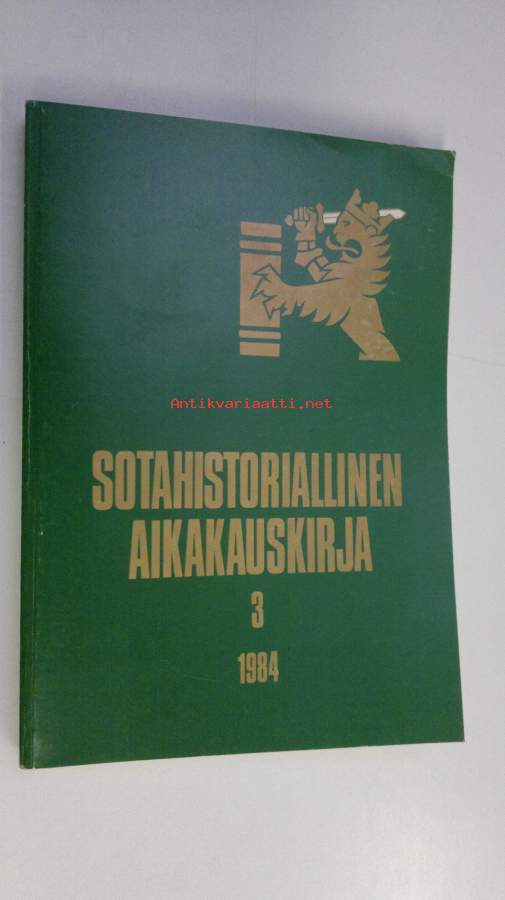 Antikvariaatti.net
SOTAHISTORIALLINEN
AIKAKAUSKIRJA
3
1984